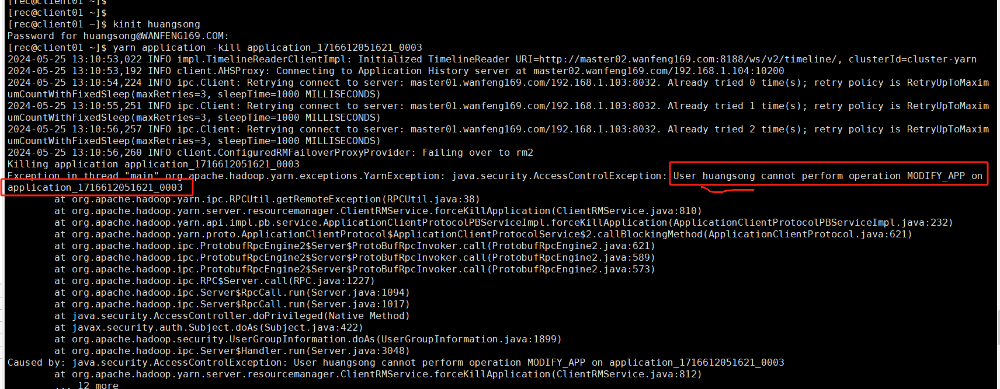 [rec@client01 ~]$
[rec@client01 ~]$
[rec@client01 ~]$ kinit huangsong
Password for huangsong@WANFENG169.COM:
[rec@client01 ~]$ yarn application -kill application_1716612051621_0003
2024-05-25 13:10:53,022 INFO impl.TimelineReaderClientImpl: Initialized TimelineReader URI=http://master02.wanfeng169.com:8188/ws/v2/timeline/, clusterId=cluster-yarn
2024-05-25 13:10:53,192 INFO client.AHSProxy: Connecting to Application History server at master02.wanfeng169.com/192.168.1.104:10200
2024-05-25 13:10:54,224 INFO ipc.Client: Retrying connect to server: master01.wanfeng169.com/192.168.1.103:8032. Already tried 0 time(s); retry policy is RetryUpToMaxim
umCountWithFixedSleep(maxRetries=3, sleepTime=1000 MILLISECONDS)
2024-05-25 13:10:55,251 INFO ipc.Client: Retrying connect to server: master01.wanfeng169.com/192.168.1.103:8032. Already tried 1 time(s); retry policy is RetryUpToMaxim
umCountWithFixedSleep(maxRetries=3, sleepTime=1000 MILLISECONDS)
2024-05-25 13:10:56,257 INFO ipc.Client: Retrying connect to server: master01.wanfeng169.com/192.168.1.103:8032. Already tried 2 time(s); retry policy is RetryUpToMaxim
umCountWithFixedSleep(maxRetries=3, sleepTime=1000 MILLISECONDS)
2024-05-25 13:10:56,260 INFO client.ConfiguredRMFailoverProxyProvider: Failing over to rm2
Killing application application_1716612051621_0003
Exception in thread "main" org.apache.hadoop.yarn.exceptions.YarnException: java.security.AccessControlException: User huangsong cannot perform operation MODIFY_APP on
application_1716612051621_0003
at org.apache.hadoop.yarn.ipc.RPCUtil.getRemoteException(RPCUtil.java:38)
at org.apache.hadoop.yarn.server.resourcemanager.ClientRMService.forceKillApplication(ClientRMService.java:810)
at org.apache.hadoop.yarn.api.impl.pb.service.ApplicationClientProtocolPBServiceImpl.forceKillApplication(ApplicationClientProtocolPBServiceImpl.java:232)
at org.apache.hadoop.yarn.proto.ApplicationClientProtocol$ApplicationClientProtocolService$2.callBlockingMethod(ApplicationClientProtocol.java:621)
at org.apache.hadoop.ipc.ProtobufRpcEngine2$Server$ProtoBufRpcInvoker.call(ProtobufRpcEngine2.java:621)
at org.apache.hadoop.ipc.ProtobufRpcEngine2$Server$ProtoBufRpcInvoker.call(ProtobufRpcEngine2.java:589)
at org.apache.hadoop.ipc.ProtobufRpcEngine2$Server$ProtoBufRpcInvoker.call(ProtobufRpcEngine2.java:573)
at org.apache.hadoop.ipc.RPC$Server.call(RPC.java:1227)
at org.apache.hadoop.ipc.Server$RpcCall.run(Server.java:1094)
at org.apache.hadoop.ipc.Server$RpcCall.run(Server.java:1017)
at java.security.AccessController.doPrivileged(Native Method)
at javax.security.auth.Subject.doAs(Subject.java:422)
at org.apache.hadoop.security.UserGroupInformation.doAs(UserGroupInformation.java:1899)
at org.apache.hadoop.ipc.Server$Handler.run(Server.java:3048)
Caused by: java.security.AccessControlException: User huangsong cannot perform operation MODIFY_APP on application_1716612051621_0003
at org.apache.hadoop.yarn.server.resourcemanager.ClientRMService.forceKillApplication(ClientRMService.java:812)
... 12 more